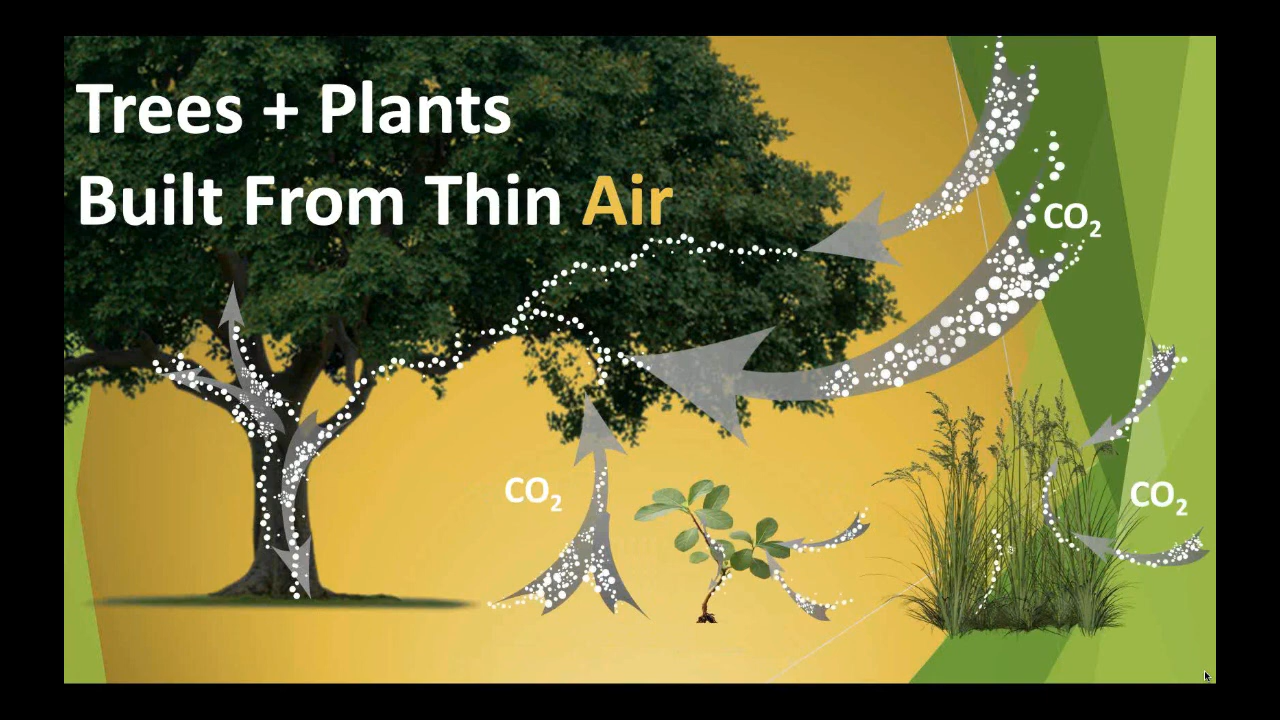 Trees + Plants
Built From Thin Air
CO₂
CO₂
CO₂